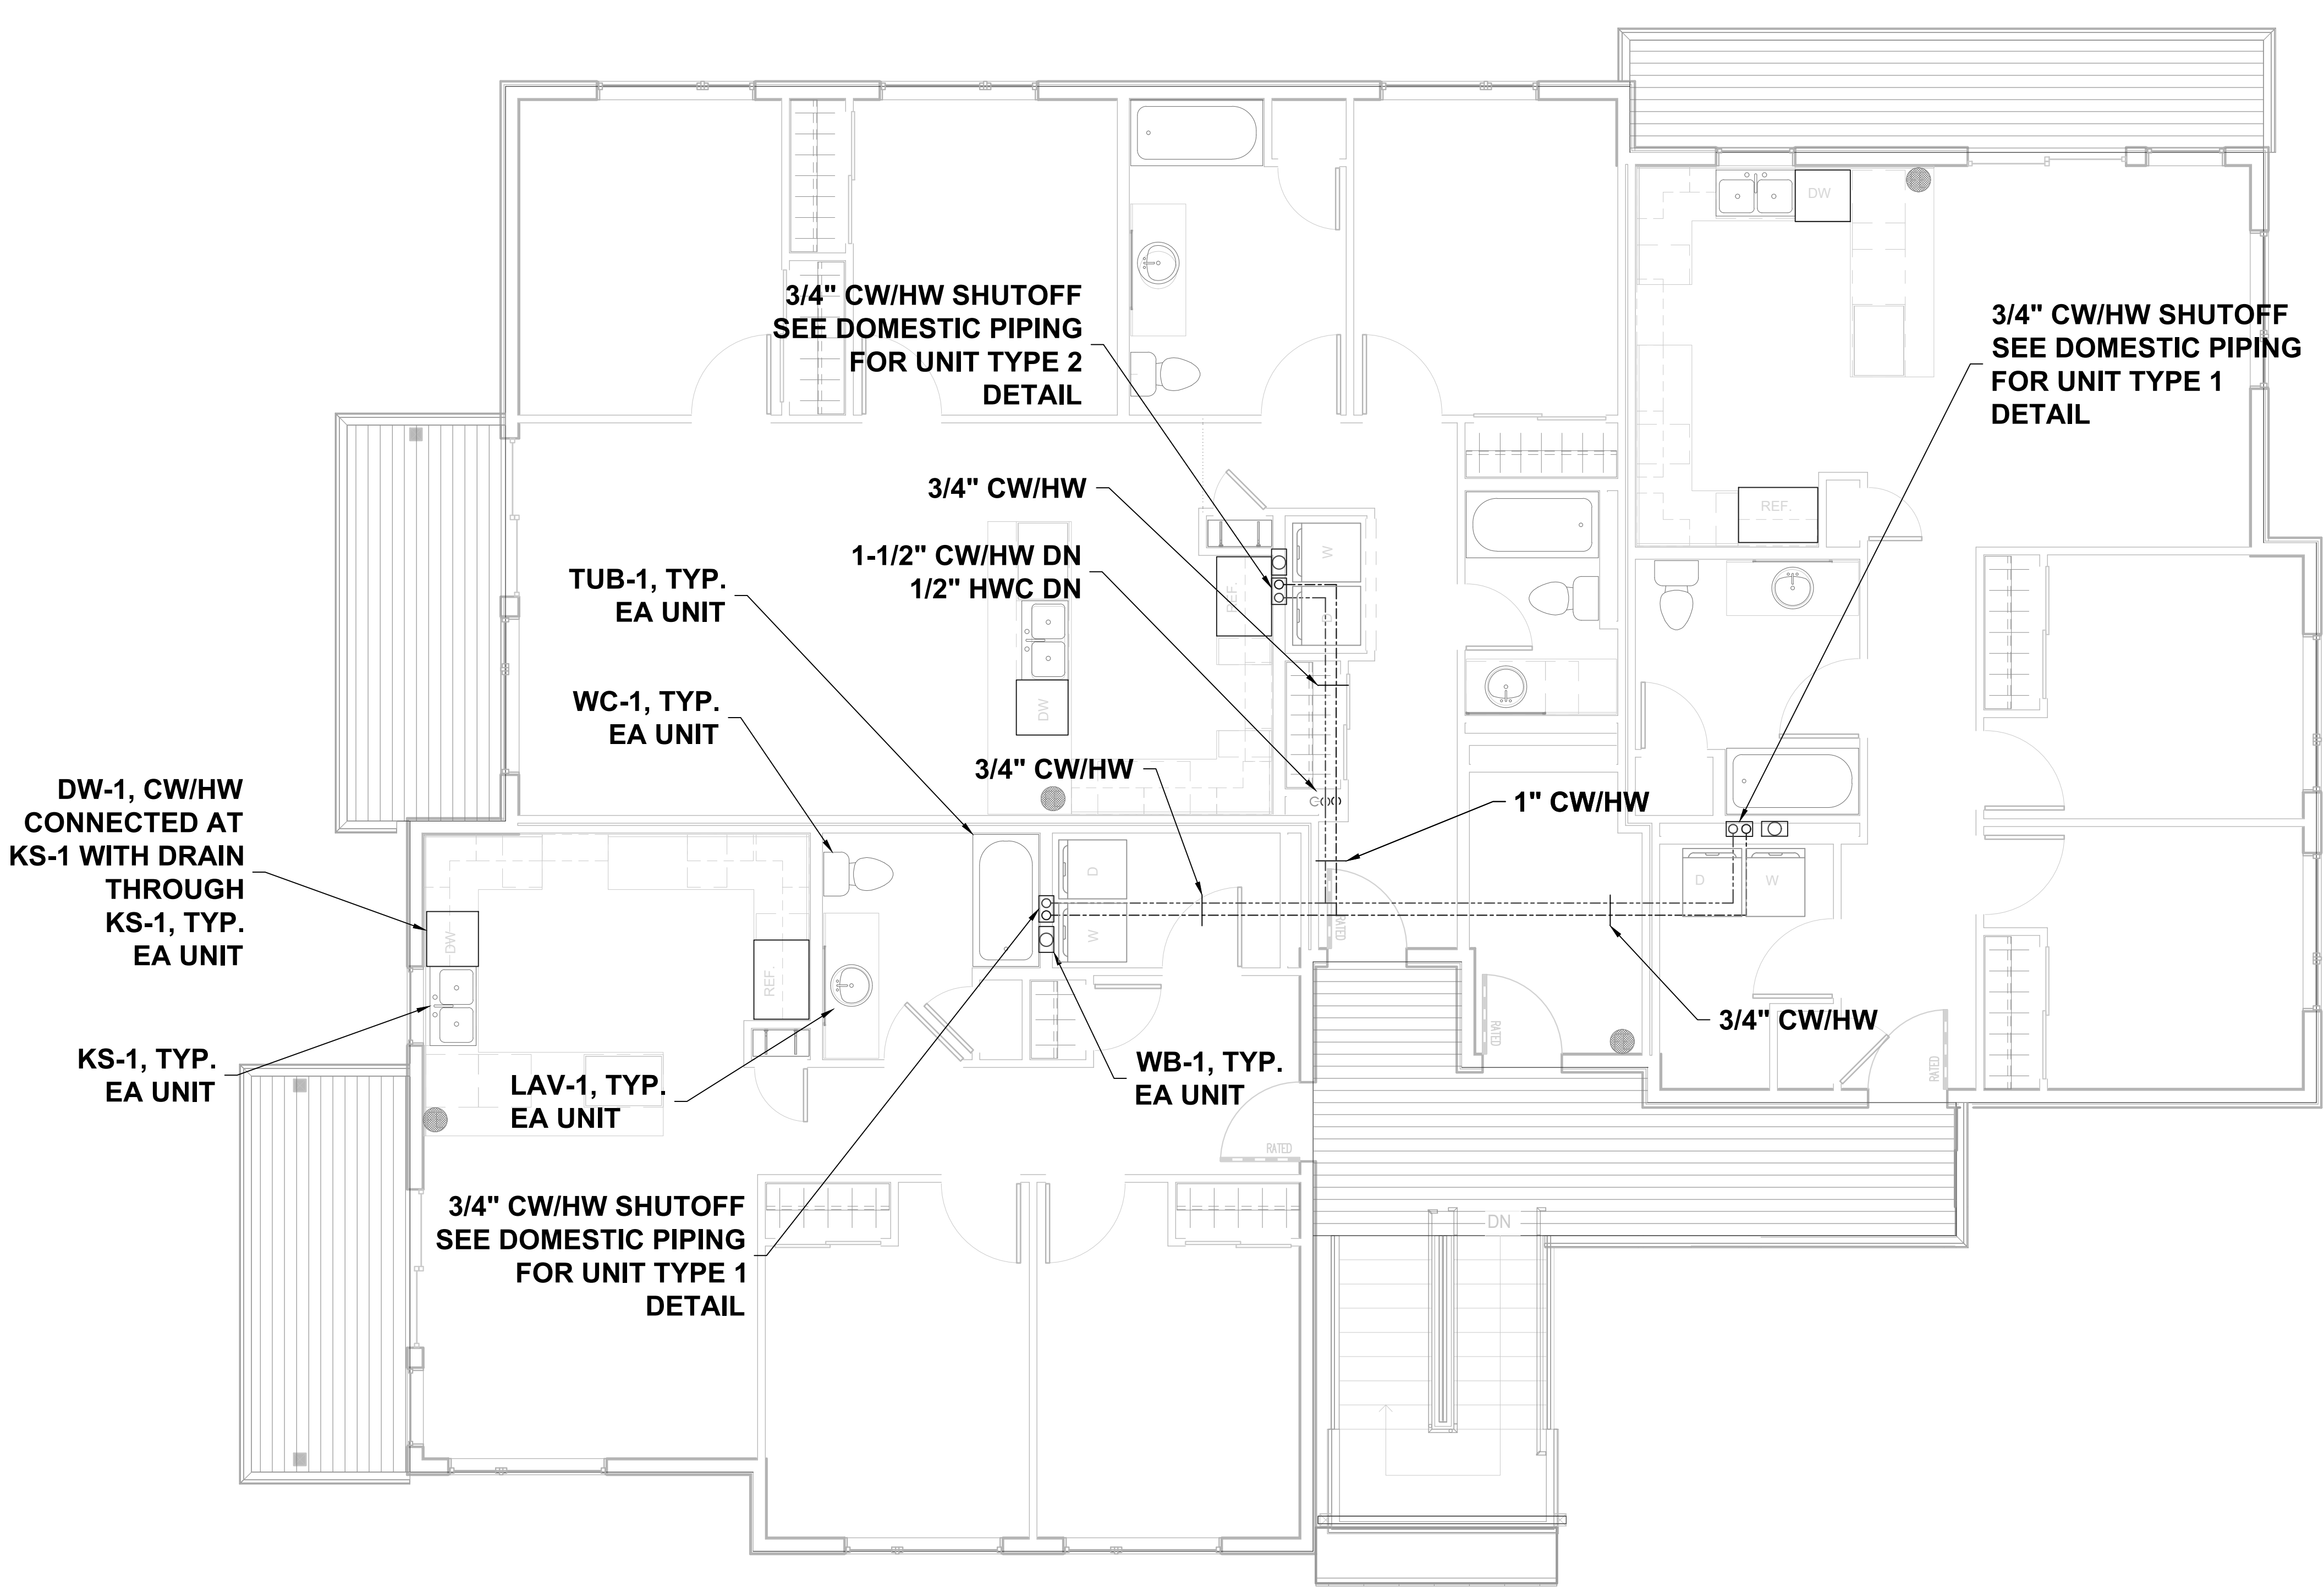 DW
3/4" CW/HW SHUTOFF
SEE DOMESTIC PIPING
FOR UNIT TYPE 2
DETAIL
3/4" CW/HW SHUTOFF
SEE DOMESTIC PIPING
FOR UNIT TYPE 1
DETAIL
3/4" CW/HW
REF.
W
1-1/2" CW/HW DN
1/2" HWC DN
REF.
D
TUB-1, TYP.
EA UNIT
WC-1, TYP.
EA UNIT
DW
3/4" CW/HW
1" CW/HW
DW-1, CW/HW
CONNECTED AT
KS-1 WITH DRAIN
THROUGH
KS-1, TYP.
EA UNIT
D
D
W
DW
W
RATED
REF.
3/4" CW/HW
RATED
KS-1, TYP.
EA UNIT
LAV-1, TYP.
EA UNIT
WB-1, TYP.
EA UNIT
RATED
RATED
3/4" CW/HW SHUTOFF
SEE DOMESTIC PIPING
FOR UNIT TYPE 1
DETAIL
DN